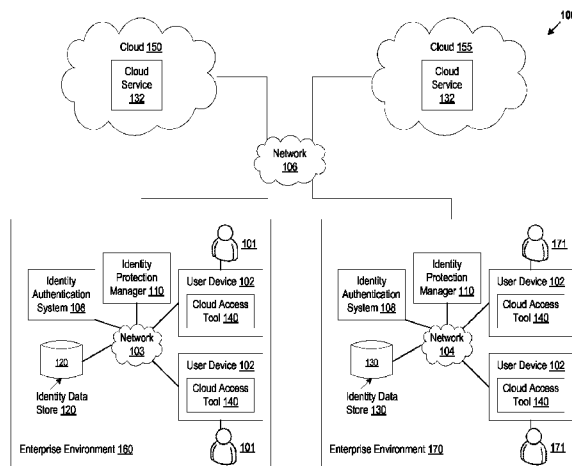 100
Cloud 150
Cloud
Service
132
Cloud 155
Cloud
Service
132
Network
106
101
Identity
Protection
Manager
110
Identity
Authentication
System 108
User Device 102
Cloud Access
Tool 140
Network
103
120
Identity Data
Store 120
User Device 102
Cloud Access
Tool 140
Enterprise Environment 160
101
171
Identity
Protection
Manager 110
Identity
Authentication
System 108
User Device 102
Cloud Access
Tool 140
Network
104
130
Identity Data
Store 130
User Device 102
Cloud Access
Tool 140
Enterprise Environment 170
171